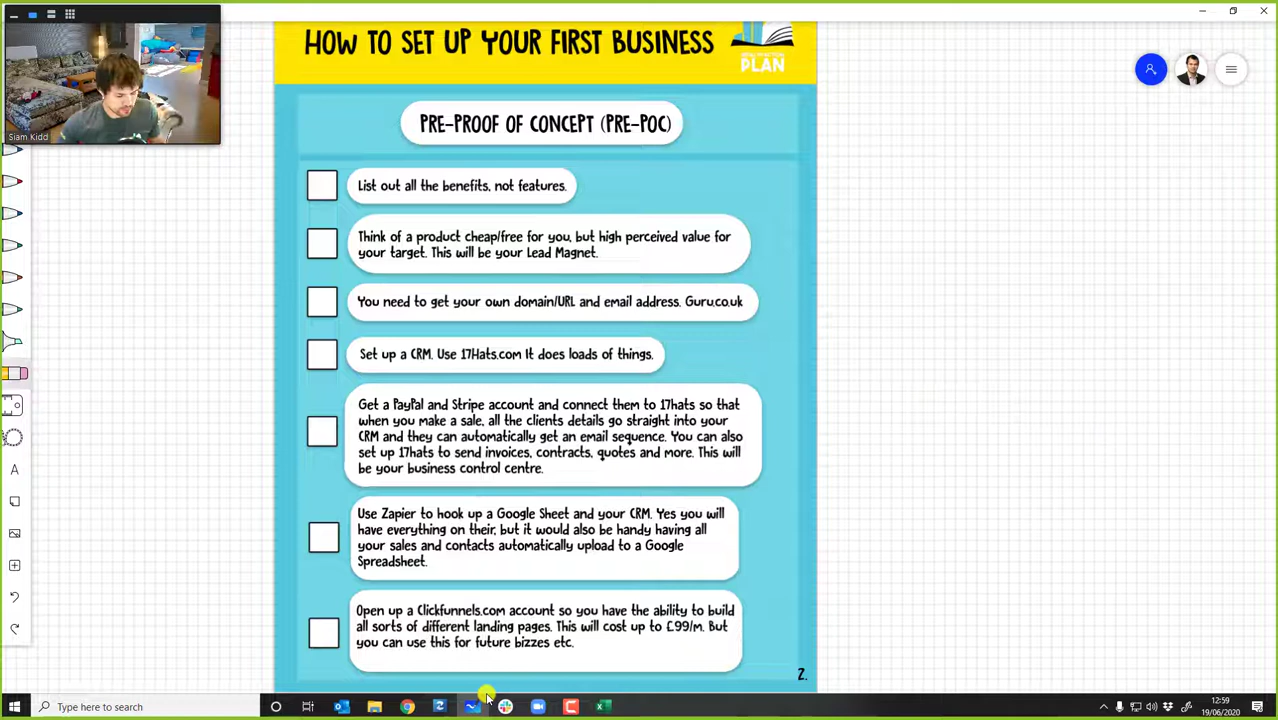 HOW TO SET UP YOUR FIRST BUSINESS
PLAN
Siam Kidd
PRE-PROOF OF CONCEPT (PRE-POC)
List out all the benefits, not features.
Think of a product cheap/free for you, but high perceived value for
your target. This will be your Lead Magnet.
You need to get your own domain/URL and email address. Guru.co.uk
Set up a CRM. Use 17Hats.com It does loads of things.
Get a PayPal and Stripe account and connect them to 17hats so that
when you make a sale, all the clients details go straight into your
CRM and they can automatically get an email sequence. You can also
set up 17hats to send invoices, contracts, quotes and more. This will
be your business control centre.
Use Zapier to hook up a Google Sheet and your CRM. Yes you will
have everything on their, but it would also be handy having all
your sales and contacts automatically upload to a Google
Spreadsheet.
Open up a Clickfunnels.com account so you have the ability to build
all sorts of different landing pages. This will cost up to £99/m. But
you can use this for future bizzes etc.
2.
Type here to search
12:59
19/06/2020